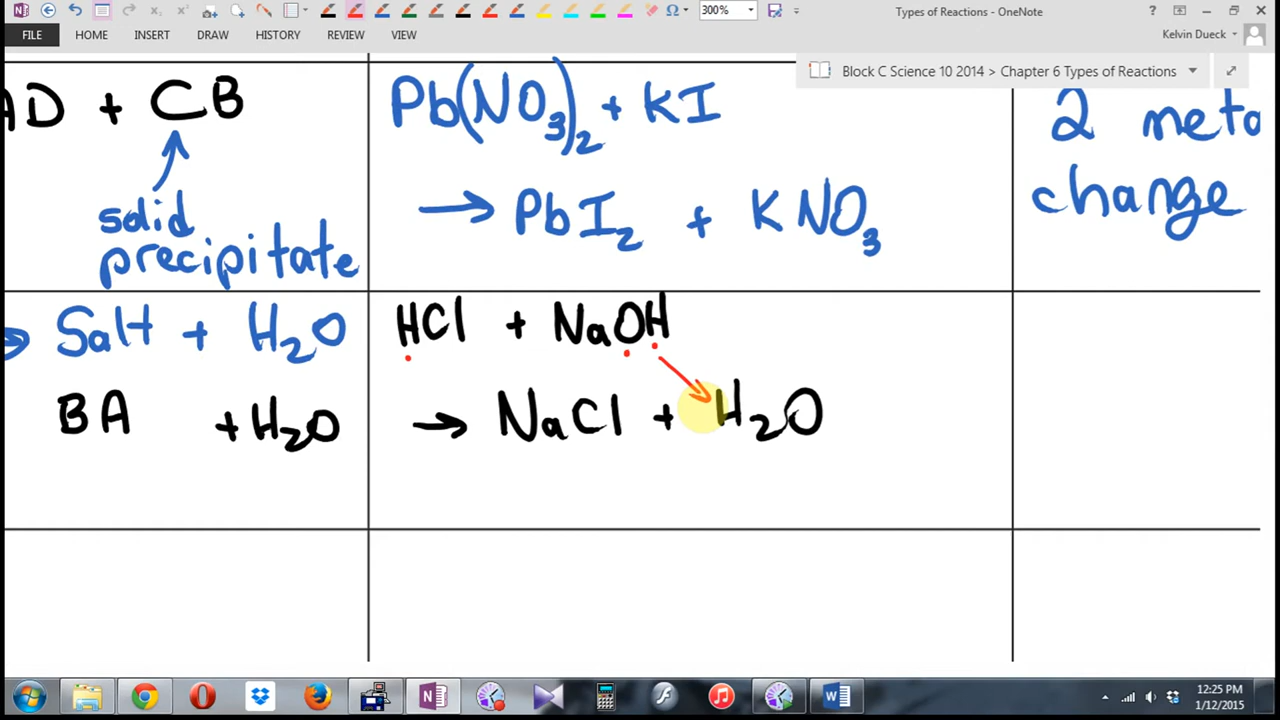 300%
Types of Reactions - OneNote
FILE HOME INSERT DRAW HISTORY REVIEW VIEW
Kelvin Dueck
Block C Science 10 2014 > Chapter 6 Types of Reactions
AD + CB
solid
precipitate
Pb(NO3)2 + KI
→ PbI2 + KNO3
2 meta
change
→ Salt + H2O
BA + H2O
HCl + NaOH
→ NaCl + H2O
12:25 PM
1/12/2015